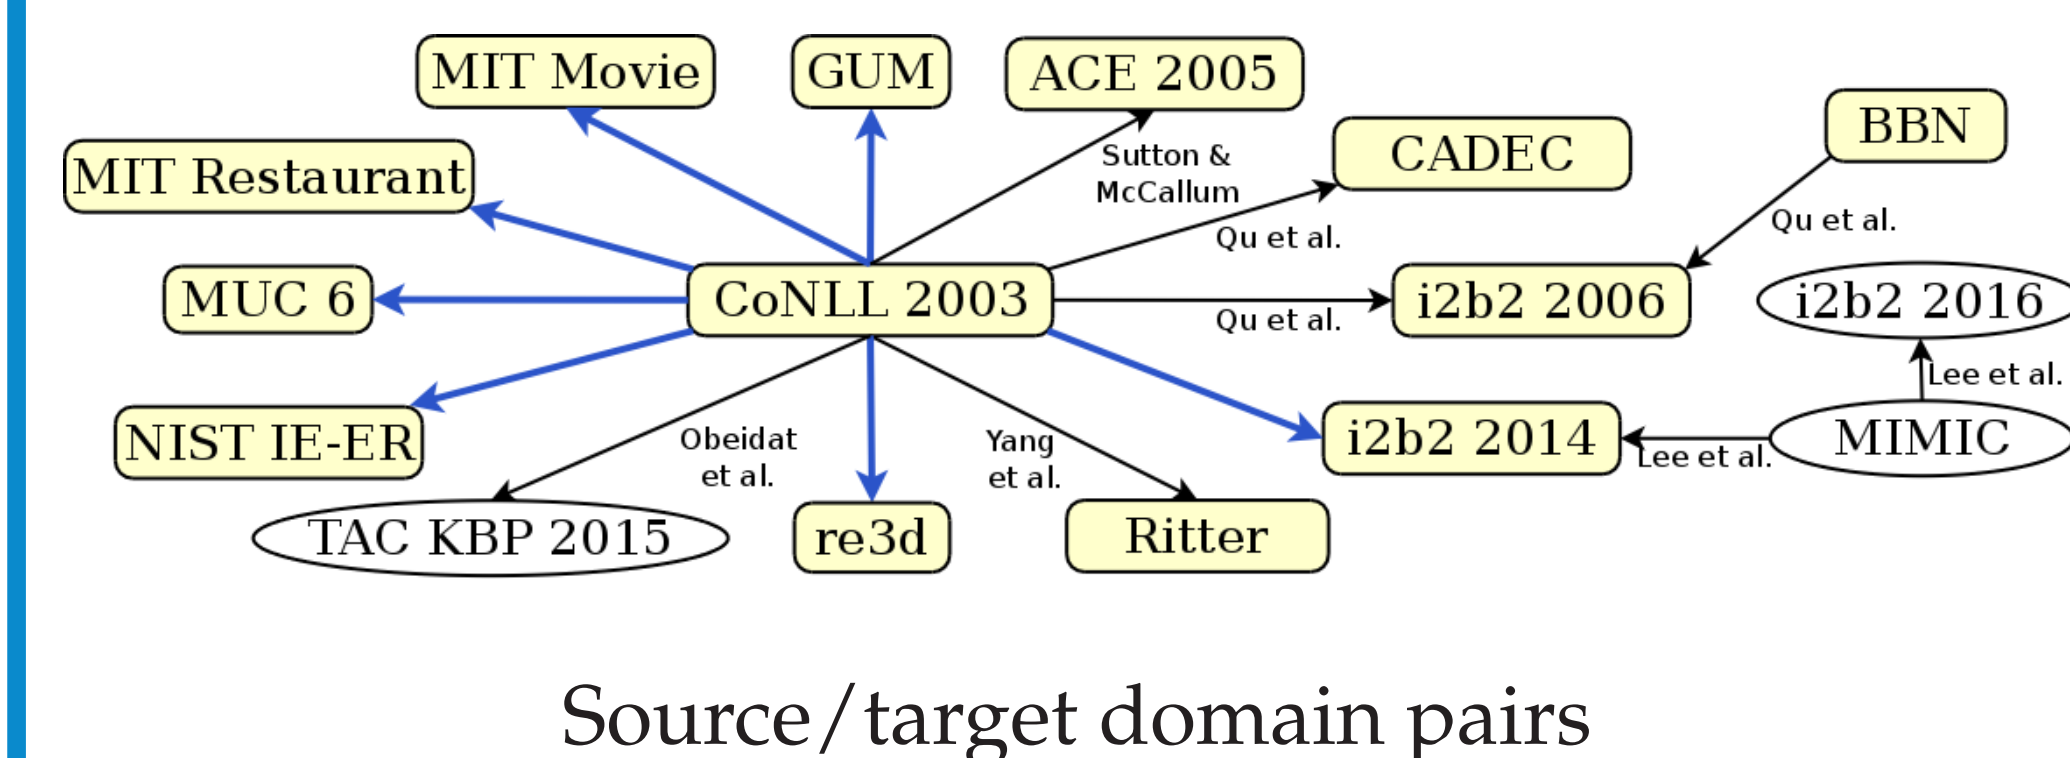 MIT Movie
GUM
ACE 2005
BBN
CADEC
MIT Restaurant
Sutton &
McCallum
Qu et al.
Qu et al.
MUC 6
CoNLL 2003
i2b2 2006
i2b2 2016
Qu et al.
Lee et al.
NIST IE-ER
Obeidat
et al.
Yang
et al.
i2b2 2014
MIMIC
Lee et al.
TAC KBP 2015
re3d
Ritter
Source/target domain pairs